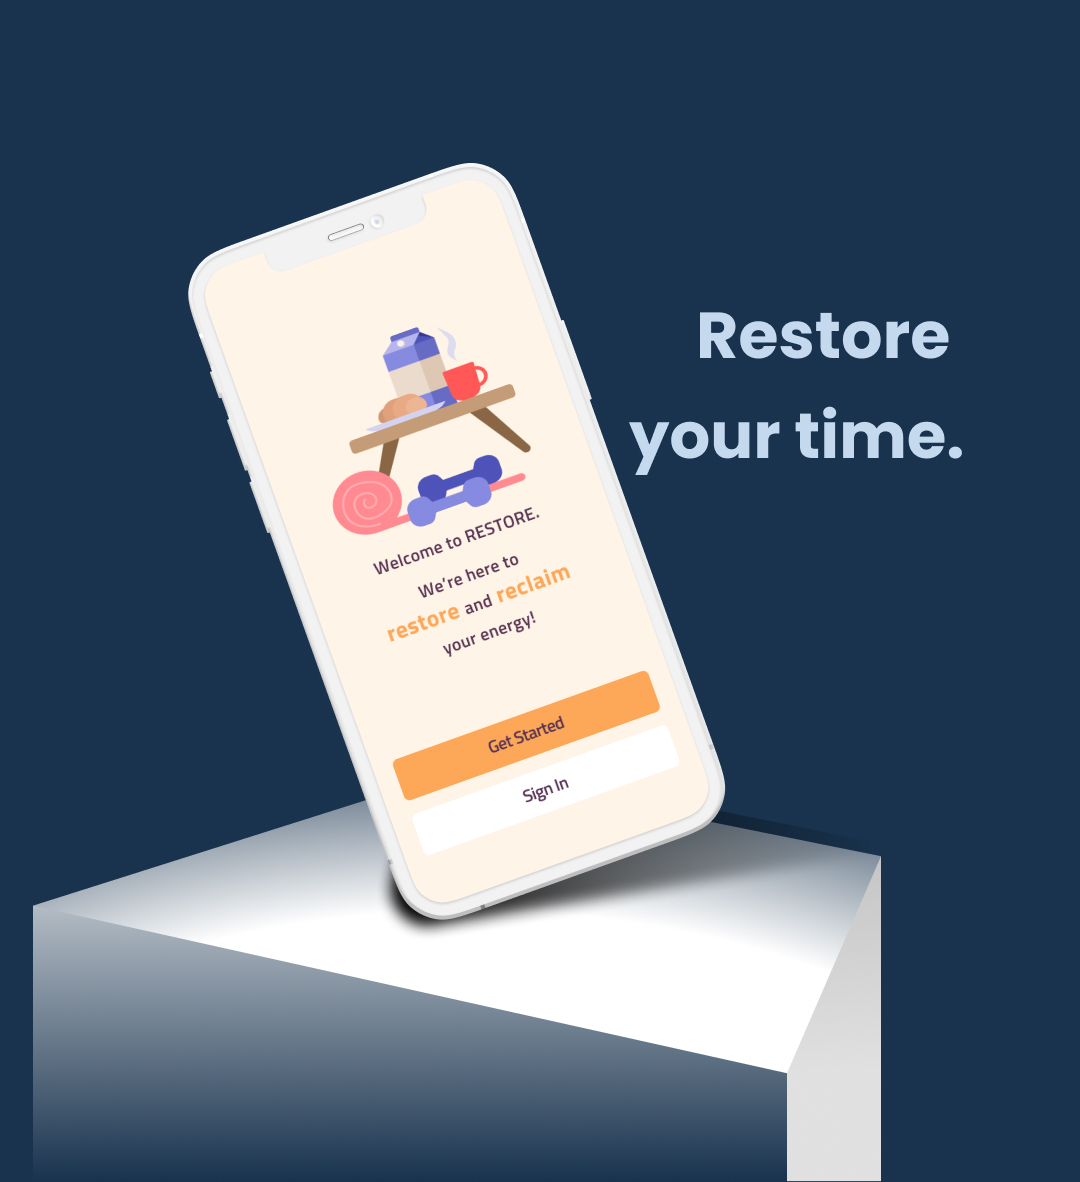 Restore
your time.
Welcome to RESTORE.
We're here to
restore and reclaim
your energy!
Get Started
Sign In